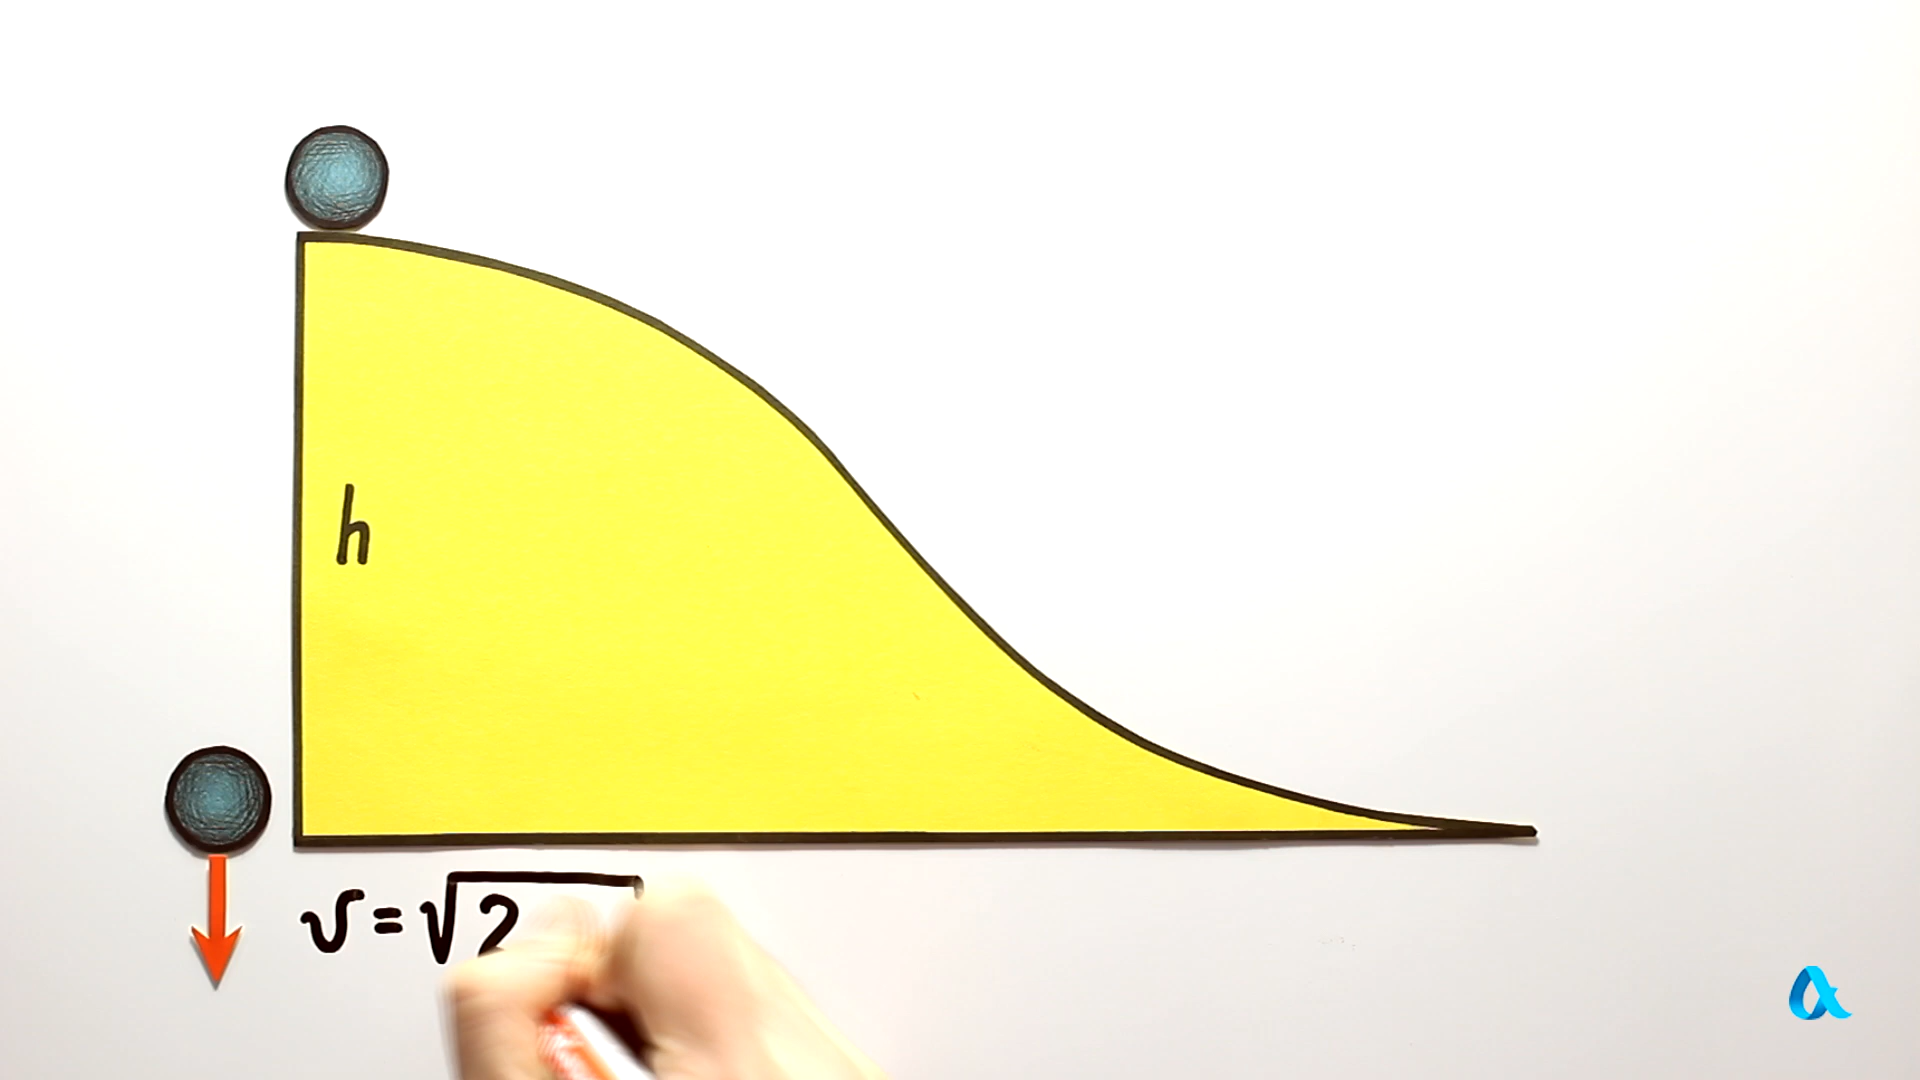 h
v = √2